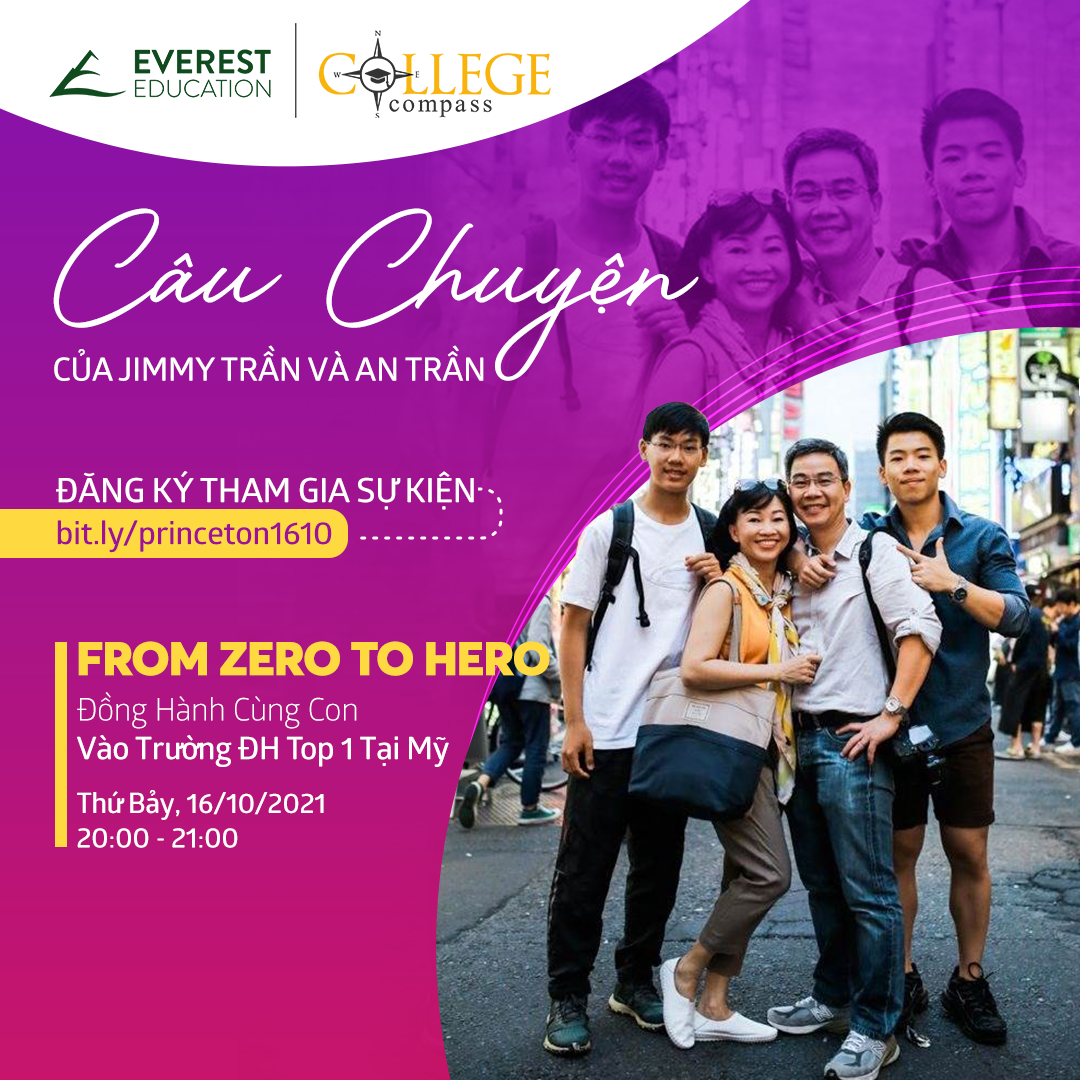 EVEREST
EDUCATION
COLLEGE
compass
N
W E
S
Câu Chuyện
CỦA JIMMY TRẦN VÀ AN TRẦN
ĐĂNG KÝ THAM GIA SỰ KIỆN
bit.ly/princeton1610
FROM ZERO TO HERO
Đồng Hành Cùng Con
Vào Trường ĐH Top 1 Tại Mỹ
Thứ Bảy, 16/10/2021
20:00 - 21:00